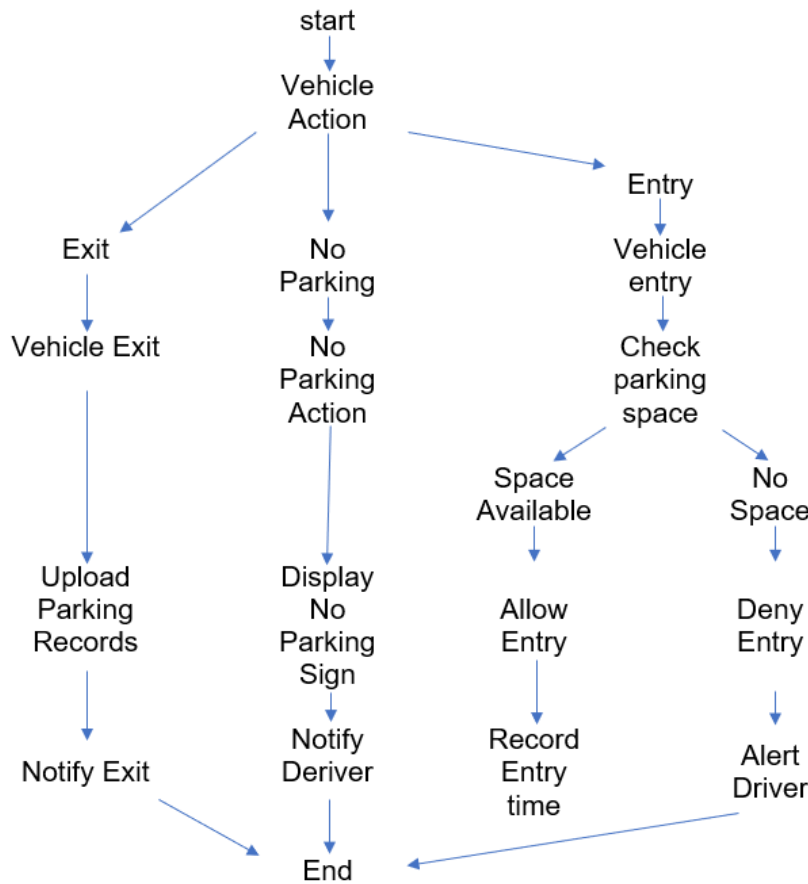 start
Vehicle
Action
Entry
Exit
No
Parking
Vehicle
entry
Vehicle Exit
No
Parking
Action
Check
parking
space
Space
Available
No
Space
Upload
Parking
Records
Display
No
Parking
Sign
Allow
Entry
Deny
Entry
Notify Exit
Notify
Deriver
Record
Entry
time
Alert
Driver
End